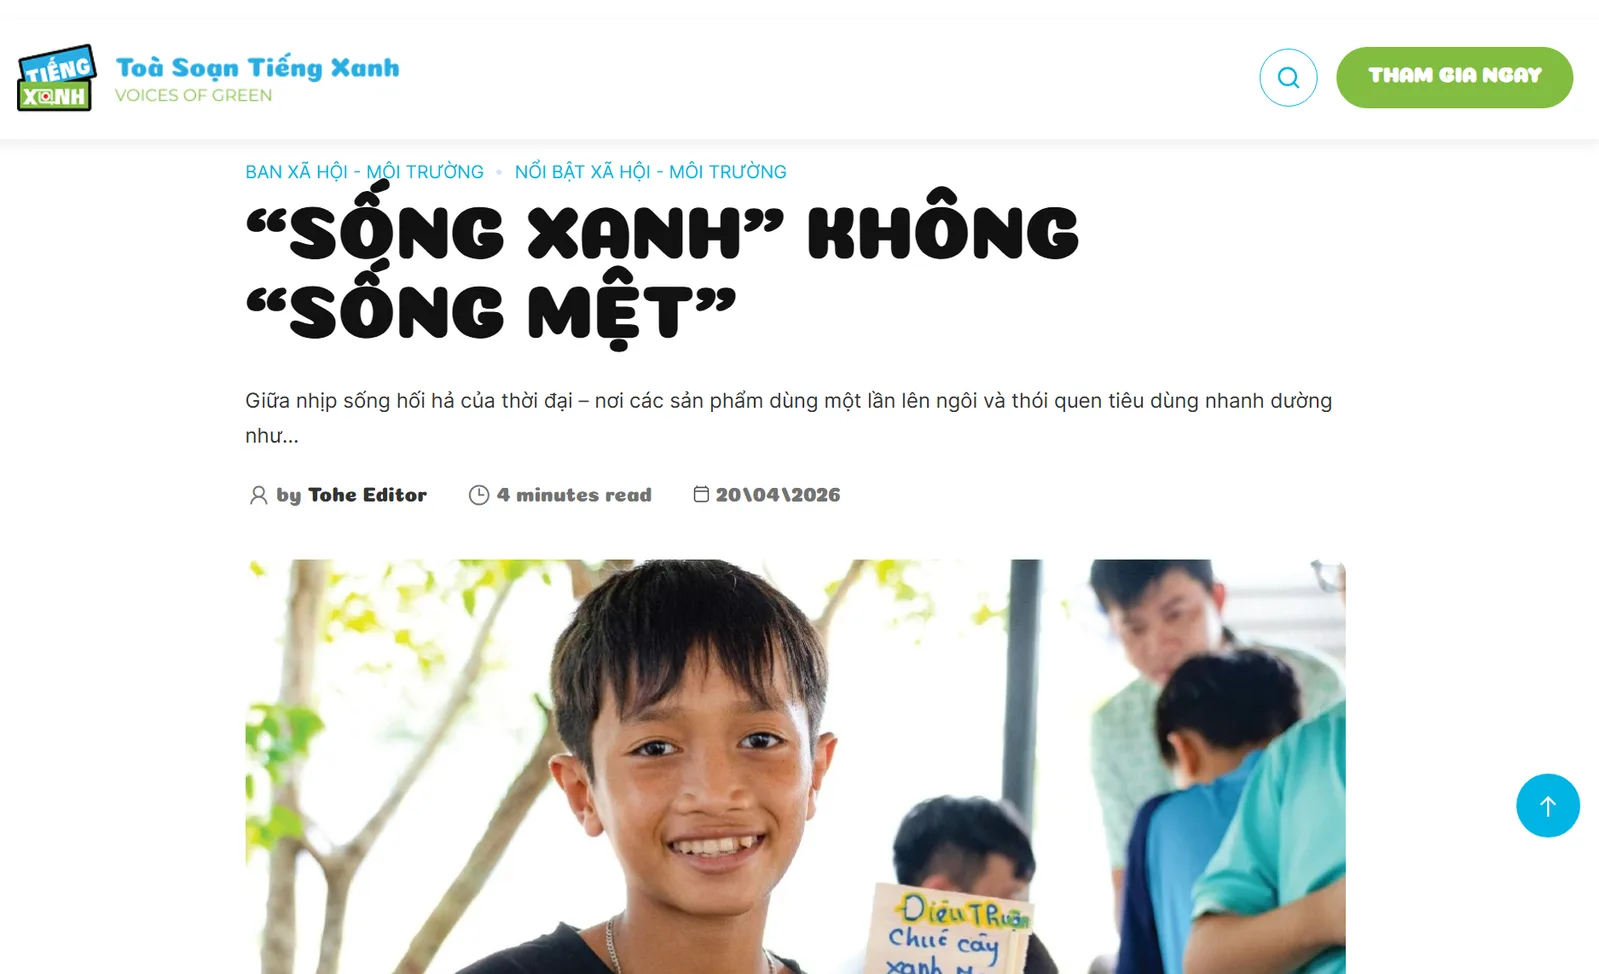 TIẾNG
XANH
Toà Soạn Tiếng Xanh
VOICES OF GREEN
THAM GIA NGAY
BAN XÃ HỘI - MÔI TRƯỜNG • NỔI BẬT XÃ HỘI - MÔI TRƯỜNG
“SỐNG XANH” KHÔNG
“SỐNG MỆT”
Giữa nhịp sống hối hả của thời đại – nơi các sản phẩm dùng một lần lên ngôi và thói quen tiêu dùng nhanh dường
như...
by Tohe Editor 4 minutes read 20\04\2026
Diệu Thuần
Chúc cây
xanh